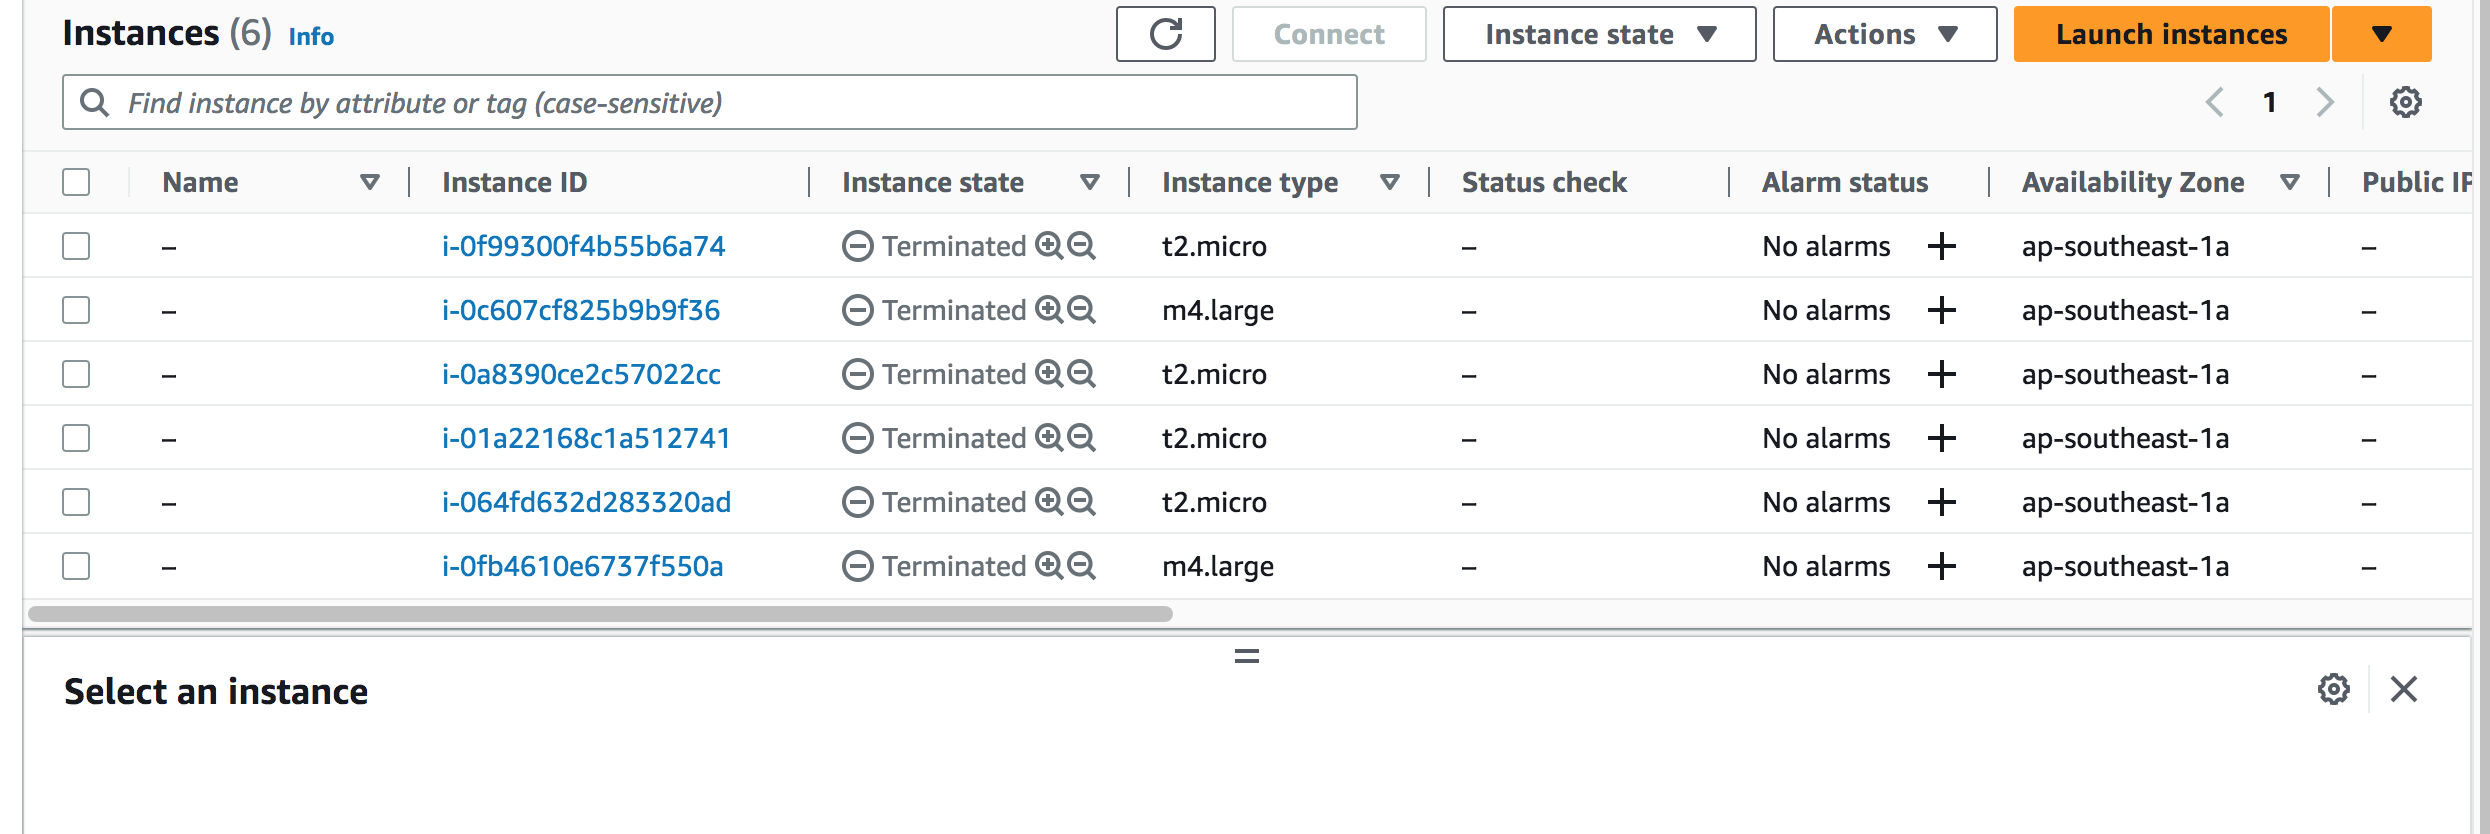 Instances (6) Info Connect Instance state Actions Launch instances
Find instance by attribute or tag (case-sensitive) 1
Name Instance ID Instance state Instance type Status check Alarm status Availability Zone Public IP
– i-0f99300f4b55b6a74 Terminated t2.micro – No alarms + ap-southeast-1a –
– i-0c607cf825b9b9f36 Terminated m4.large – No alarms + ap-southeast-1a –
– i-0a8390ce2c57022cc Terminated t2.micro – No alarms + ap-southeast-1a –
– i-01a22168c1a512741 Terminated t2.micro – No alarms + ap-southeast-1a –
– i-064fd632d283320ad Terminated t2.micro – No alarms + ap-southeast-1a –
– i-0fb4610e6737f550a Terminated m4.large – No alarms + ap-southeast-1a –
Select an instance